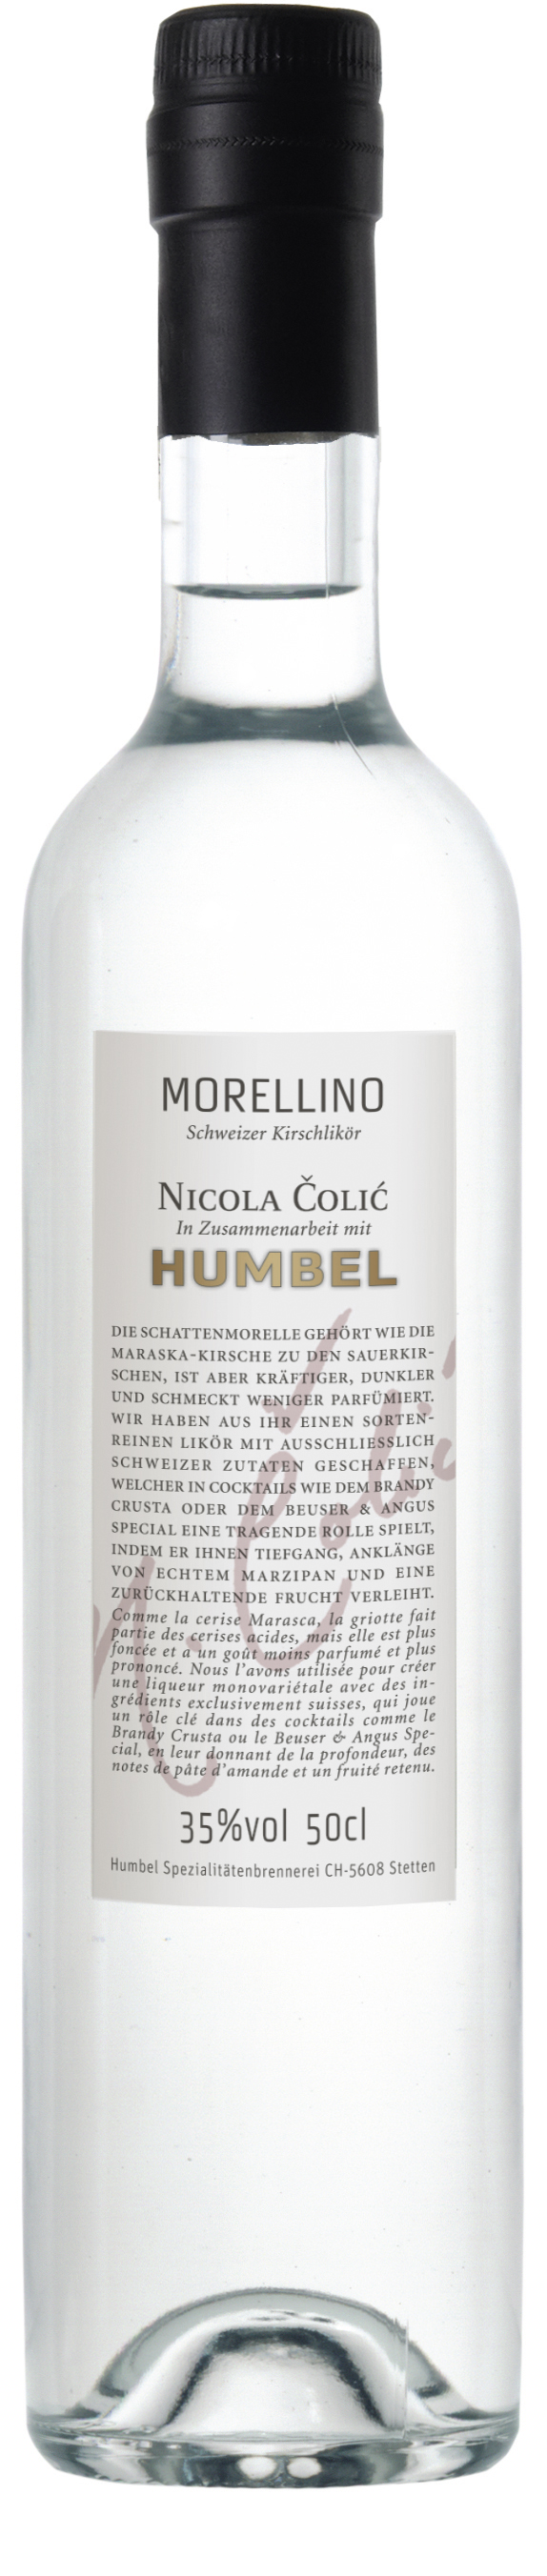 MORELLINO
Schweizer Kirschlikör
Nicola Čolić
In Zusammenarbeit mit
HUMBEL
DIE SCHATTENMORELLE GEHÖRT WIE DIE
MARASKA-KIRSCHE ZU DEN SAUERKIR-
SCHEN, IST ABER KRÄFTIGER, DUNKLER
UND SCHMECKT WENIGER PARFÜMIERT.
WIR HABEN AUS IHR EINEN SORTEN-
REINEN LIKÖR MIT AUSSCHLIESSLICH
SCHWEIZER ZUTATEN GESCHAFFEN,
WELCHER IN COCKTAILS WIE DEM BRANDY
CRUSTA ODER DEM BEUSER & ANGUS
SPECIAL EINE TRAGENDE ROLLE SPIELT,
INDEM ER IHNEN TIEFGANG, ANKLÄNGE
VON ECHTEM MARZIPAN UND EINE
ZURÜCKHALTENDE FRUCHT VERLEIHT.
Comme la cerise Marasca, la griotte fait
partie des cerises acides, mais elle est plus
foncée et a un goût moins parfumé et plus
prononcé. Nous l'avons utilisée pour créer
une liqueur monovariétale avec des in-
grédients exclusivement suisses, qui joue
un rôle clé dans des cocktails comme le
Brandy Crusta ou le Beuser & Angus Spe-
cial, en leur donnant de la profondeur, des
notes de pâte d'amande et un fruité retenu.
N. Čolić
35%vol 50cl
Humbel Spezialitätenbrennerei CH-5608 Stetten